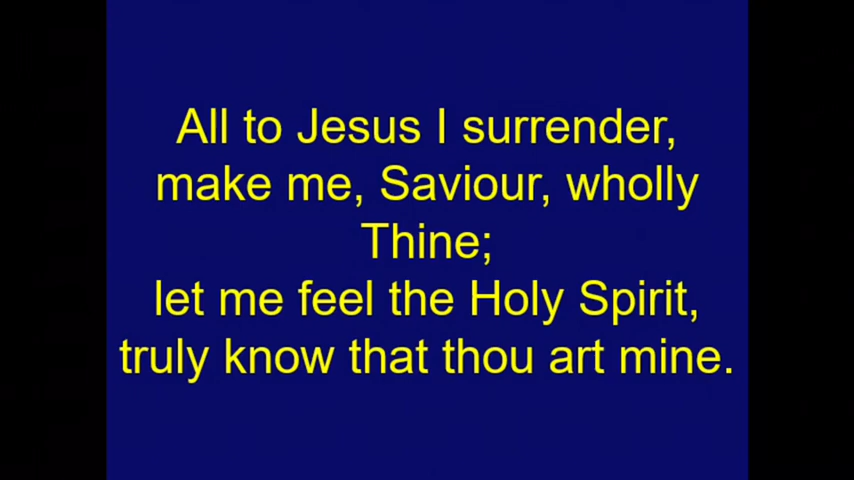 All to Jesus I surrender,
make me, Saviour, wholly
Thine;
let me feel the Holy Spirit,
truly know that thou art mine.